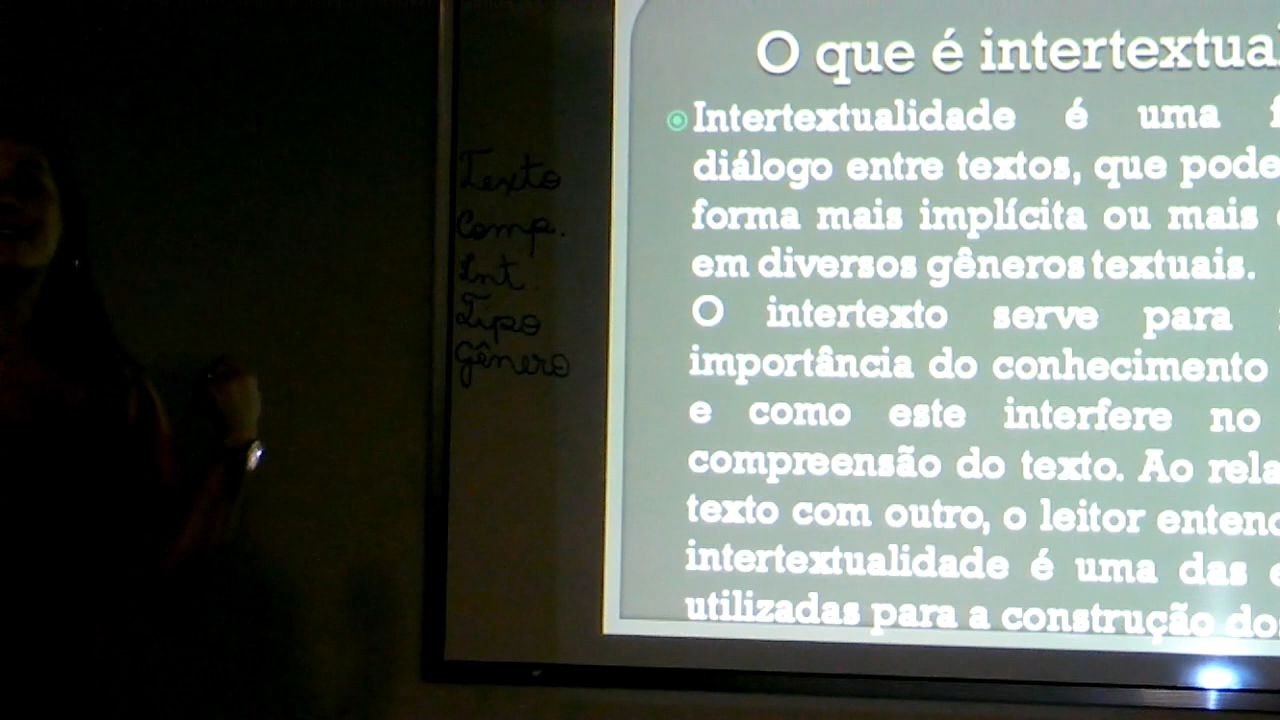 Texto
Comp.
Int.
Tipo
Gênero
O que é intertextual
Intertextualidade é uma
diálogo entre textos, que pode
forma mais implícita ou mais
em diversos gêneros textuais.
O intertexto serve para
importância do conhecimento
e como este interfere no
compreensão do texto. Ao rela
texto com outro, o leitor entend
intertextualidade é uma das e
utilizadas para a construção do